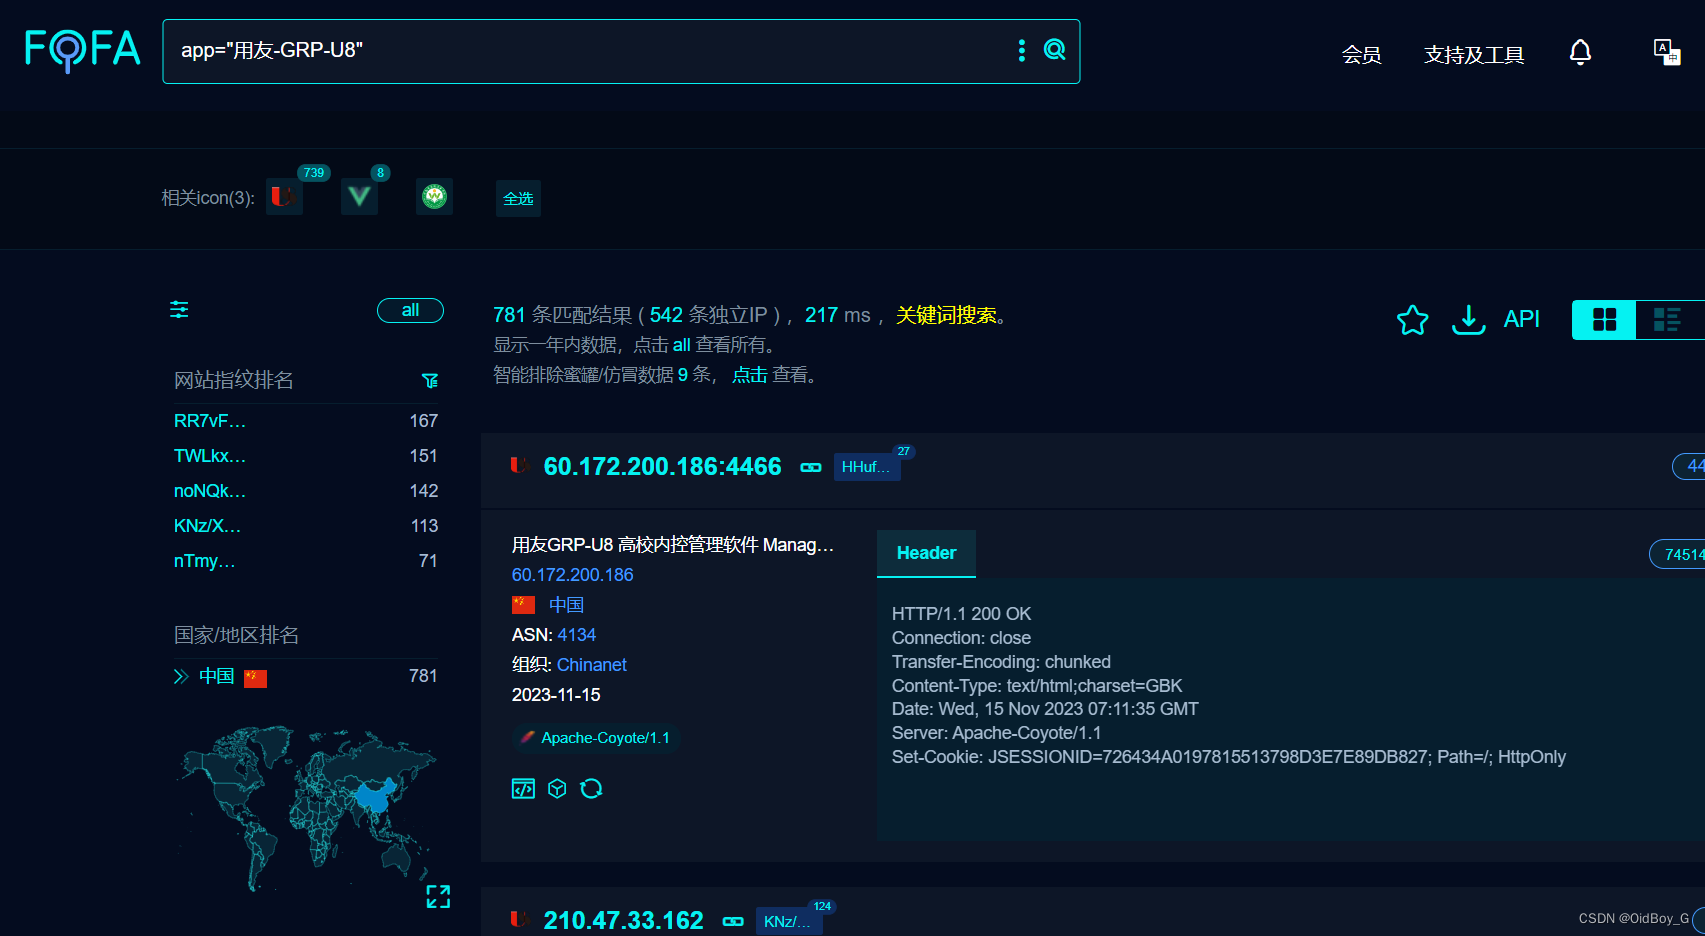 FOFA
app="用友-GRP-U8"
会员
支持及工具
A
中
相关icon(3):
739
8
全选
all
781 条匹配结果 ( 542 条独立IP ) ，217 ms ，关键词搜索。
显示一年内数据，点击 all 查看所有。
智能排除蜜罐/仿冒数据 9 条， 点击 查看。
API
网站指纹排名
RR7vF... 167
TWLkx... 151
noNQk... 142
KNz/X... 113
nTmy... 71
国家/地区排名
中国 781
60.172.200.186:4466
HHuf...
27
44
用友GRP-U8 高校内控管理软件 Manag...
60.172.200.186
中国
ASN: 4134
组织: Chinanet
2023-11-15
Apache-Coyote/1.1
Header
74514
HTTP/1.1 200 OK
Connection: close
Transfer-Encoding: chunked
Content-Type: text/html;charset=GBK
Date: Wed, 15 Nov 2023 07:11:35 GMT
Server: Apache-Coyote/1.1
Set-Cookie: JSESSIONID=726434A0197815513798D3E7E89DB827; Path=/; HttpOnly
210.47.33.162
KNz/...
124
CSDN @OidBoy_G